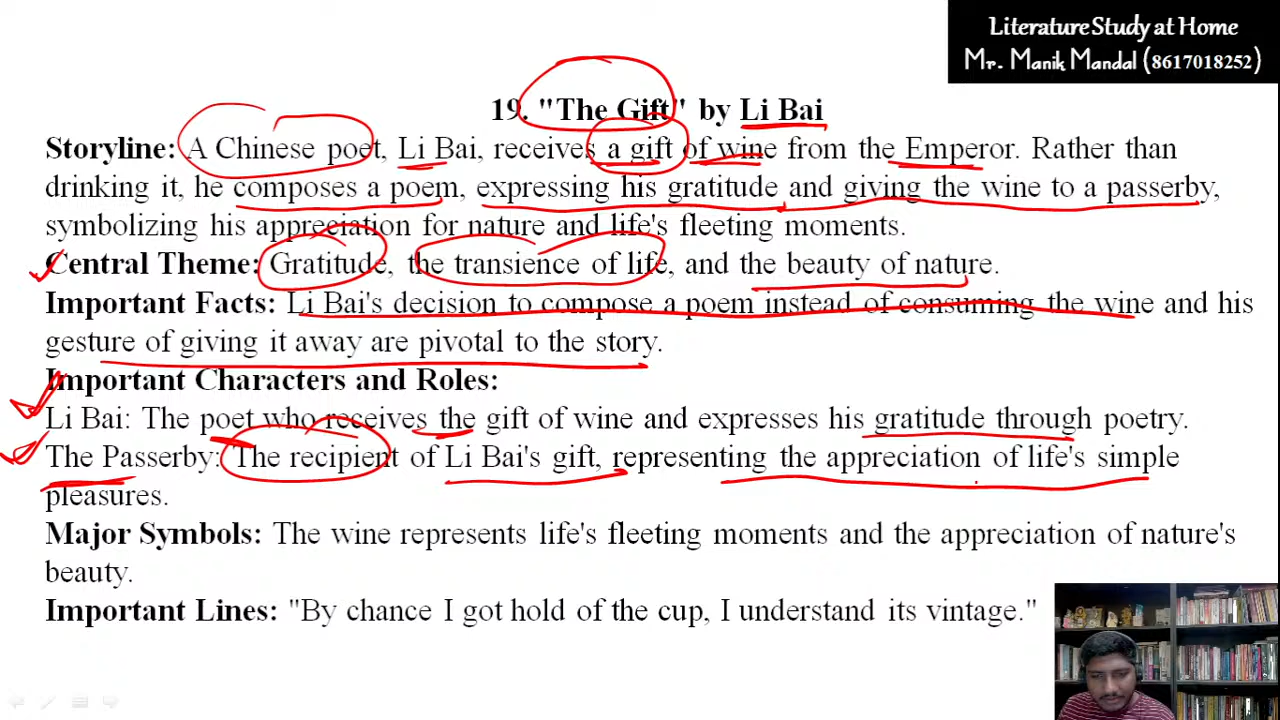 Literature Study at Home
Mr. Manik Mandal (8617018252)
19. "The Gift" by Li Bai
Storyline: A Chinese poet, Li Bai, receives a gift of wine from the Emperor. Rather than
drinking it, he composes a poem, expressing his gratitude and giving the wine to a passerby,
symbolizing his appreciation for nature and life's fleeting moments.
Central Theme: Gratitude, the transience of life, and the beauty of nature.
Important Facts: Li Bai's decision to compose a poem instead of consuming the wine and his
gesture of giving it away are pivotal to the story.
Important Characters and Roles:
Li Bai: The poet who receives the gift of wine and expresses his gratitude through poetry.
The Passerby: The recipient of Li Bai's gift, representing the appreciation of life's simple
pleasures.
Major Symbols: The wine represents life's fleeting moments and the appreciation of nature's
beauty.
Important Lines: "By chance I got hold of the cup, I understand its vintage."